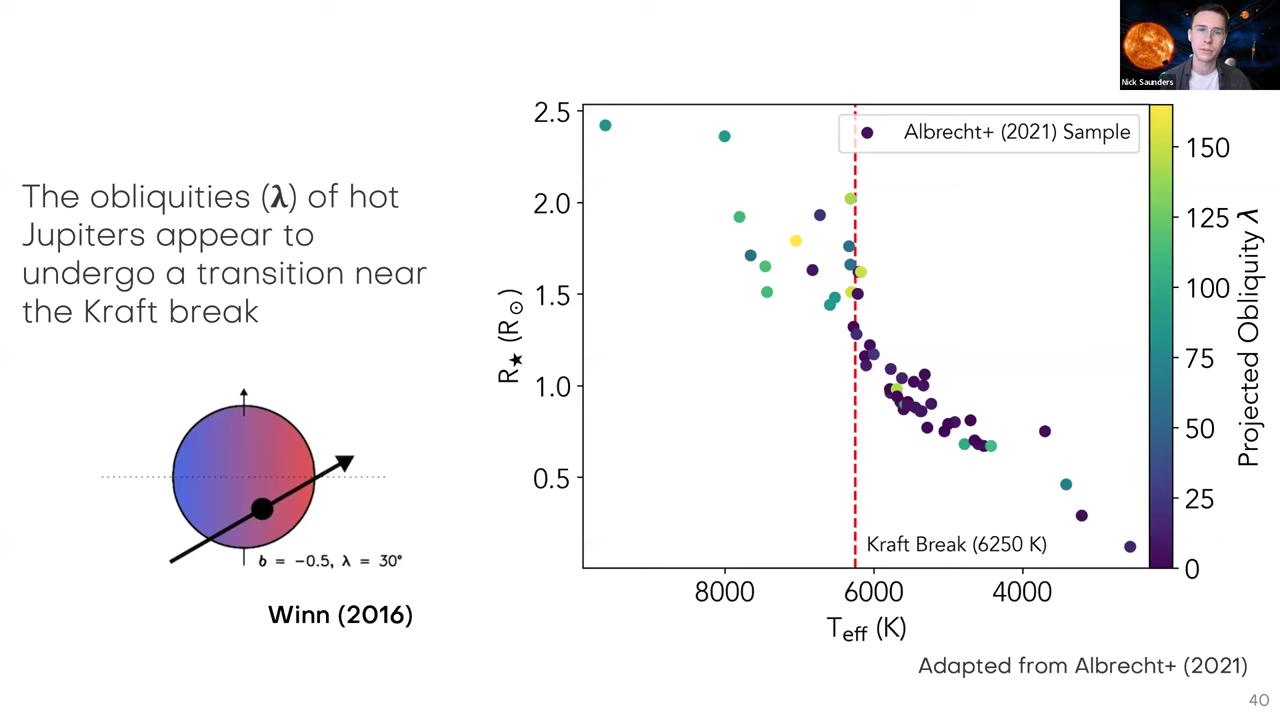 Nick Saunders
The obliquities (λ) of hot
Jupiters appear to
undergo a transition near
the Kraft break
b = −0.5, λ = 30°
Winn (2016)
R★ (R☉)
2.5
2.0
1.5
1.0
0.5
Albrecht+ (2021) Sample
Kraft Break (6250 K)
8000 6000 4000
Teff (K)
150
125
100
75
50
25
0
Projected Obliquity λ
Adapted from Albrecht+ (2021)
40